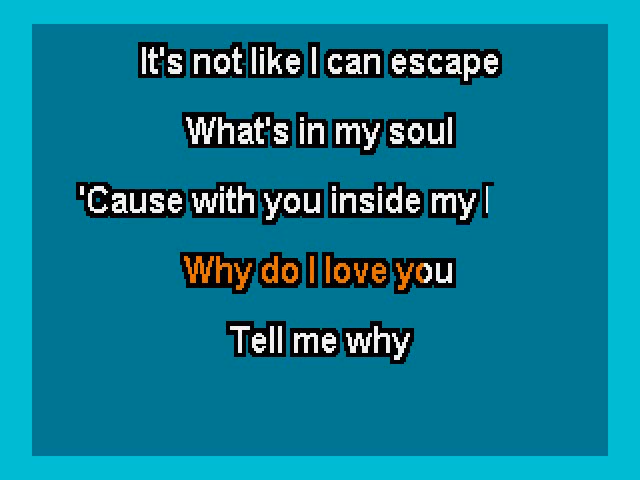 It's not like I can escape
What's in my soul
'Cause with you inside my
Why do I love you
Tell me why